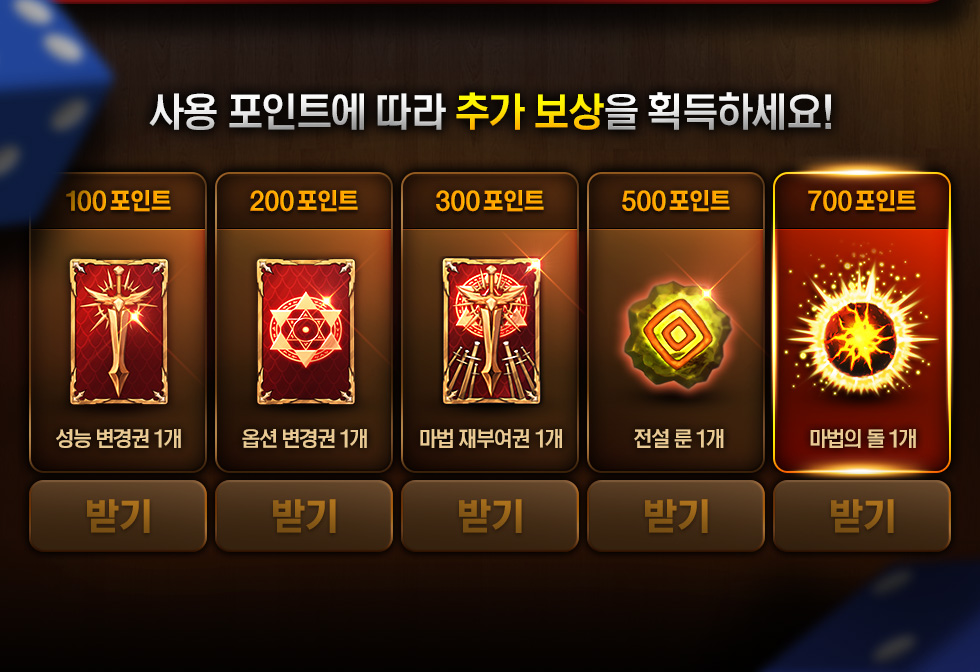 사용 포인트에 따라 추가 보상을 획득하세요!
100 포인트
200 포인트
300 포인트
500 포인트
700 포인트
성능 변경권 1개
옵션 변경권 1개
마법 재부여권 1개
전설 룬 1개
마법의 돌 1개
받기
받기
받기
받기
받기